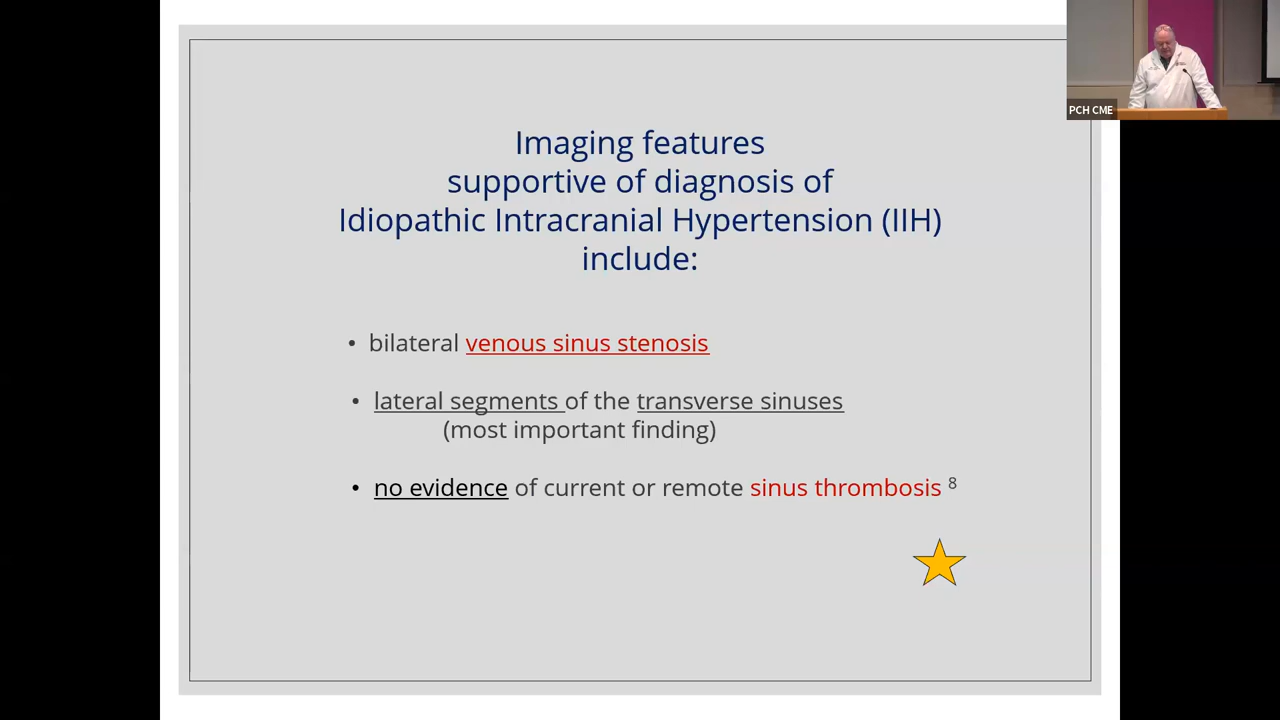 Imaging features
supportive of diagnosis of
Idiopathic Intracranial Hypertension (IIH)
include:
• bilateral venous sinus stenosis
• lateral segments of the transverse sinuses
(most important finding)
• no evidence of current or remote sinus thrombosis 8
PCH CME